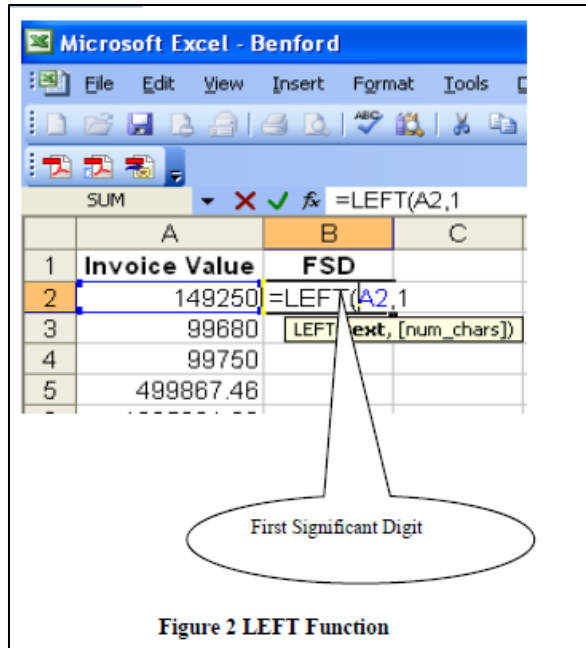 Microsoft Excel - Benford
File Edit View Insert Format Tools
SUM =LEFT(A2,1
A B C
1 Invoice Value FSD
2 149250 =LEFT(A2,1
3 99680 LEFT(text, [num_chars])
4 99750
5 499867.46
First Significant Digit
Figure 2 LEFT Function